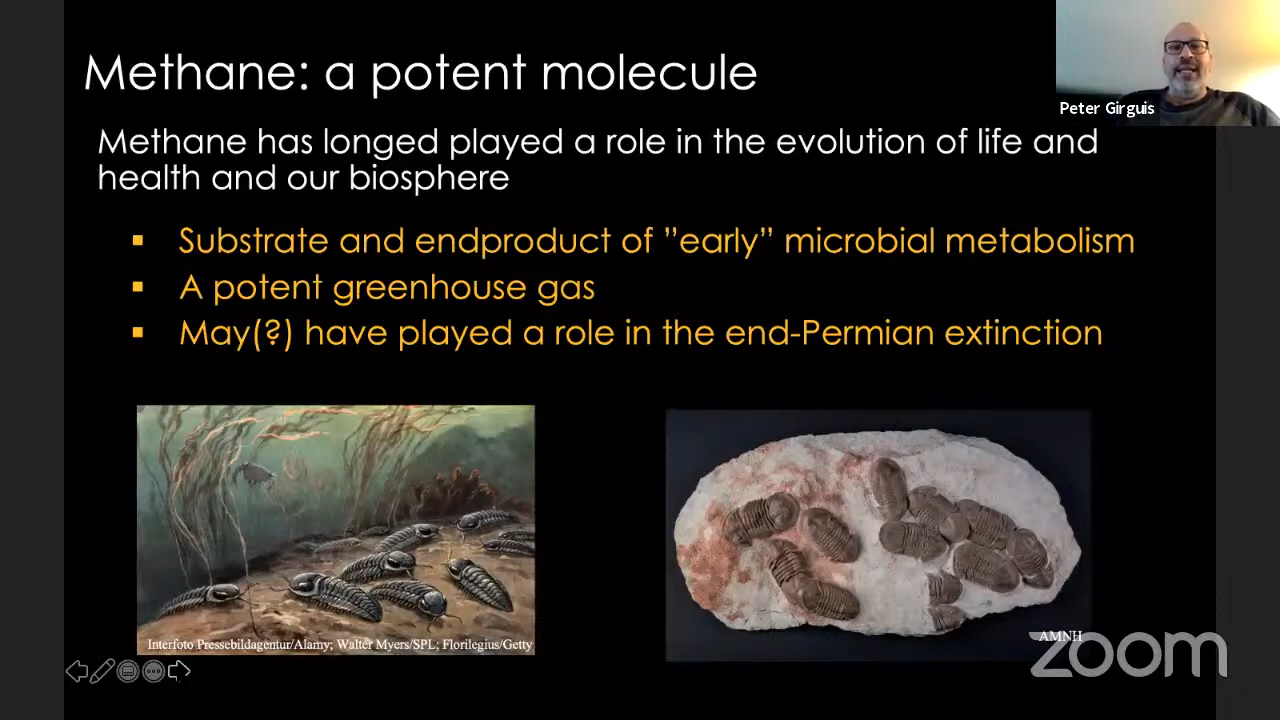 Methane: a potent molecule
Peter Girguis
Methane has longed played a role in the evolution of life and
health and our biosphere
▪ Substrate and endproduct of ”early” microbial metabolism
▪ A potent greenhouse gas
▪ May(?) have played a role in the end-Permian extinction
Interfoto Pressebildagentur/Alamy; Walter Myers/SPL; Florilegius/Getty
AMNH
zoom